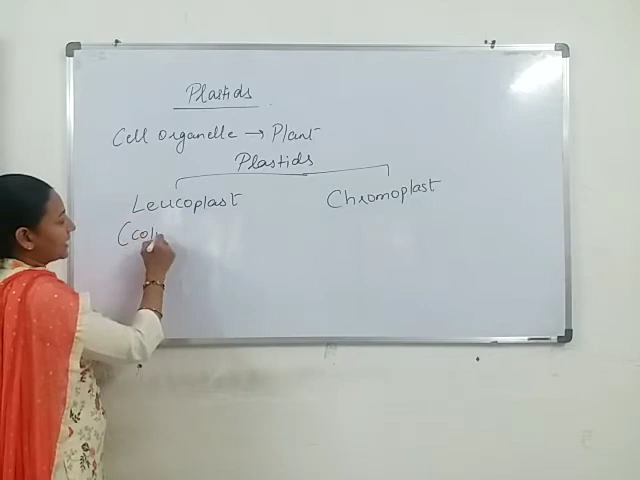 Plastids
Cell Organelle → Plant
Plastids
Leucoplast Chromoplast
(Col